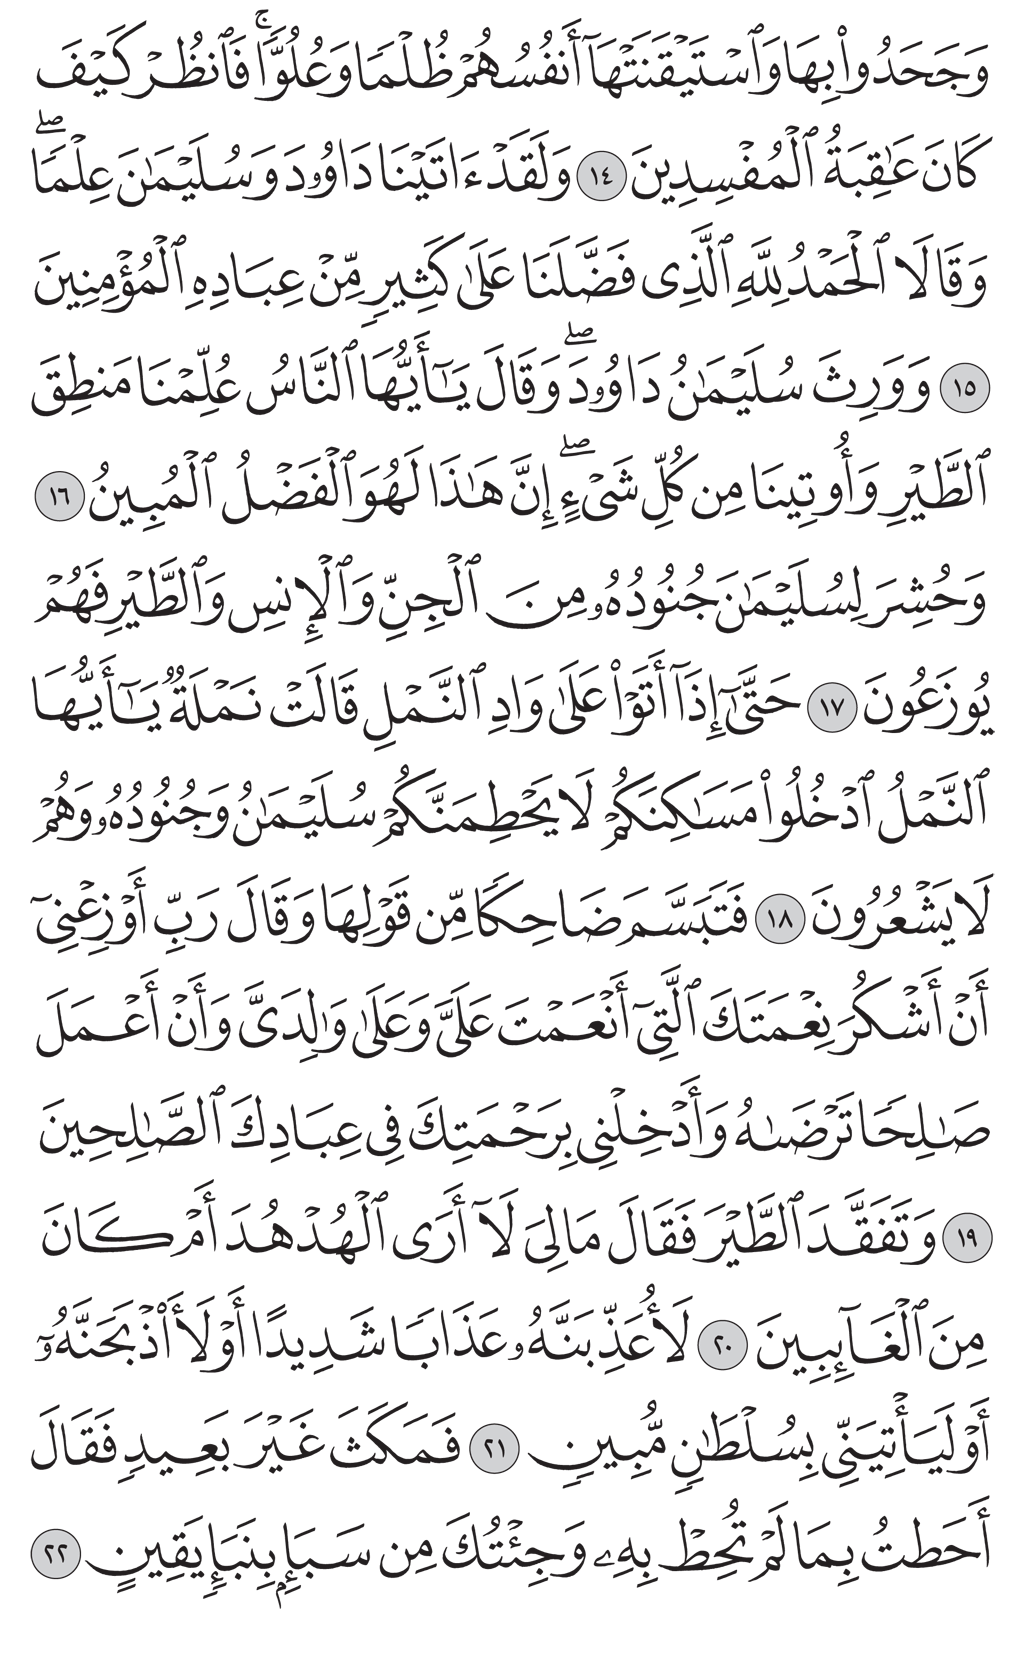 وَجَحَدُوا۟ بِهَا وَٱسْتَيْقَنَتْهَآ أَنفُسُهُمْ ظُلْمًا وَعُلُوًّا ۚ فَٱنظُرْ كَيْفَ
كَانَ عَـٰقِبَةُ ٱلْمُفْسِدِينَ ١٤ وَلَقَدْ ءَاتَيْنَا دَاوُۥدَ وَسُلَيْمَـٰنَ عِلْمًا ۖ
وَقَالَا ٱلْحَمْدُ لِلَّهِ ٱلَّذِى فَضَّلَنَا عَلَىٰ كَثِيرٍ مِّنْ عِبَادِهِ ٱلْمُؤْمِنِينَ
١٥ وَوَرِثَ سُلَيْمَـٰنُ دَاوُۥدَ ۖ وَقَالَ يَـٰٓأَيُّهَا ٱلنَّاسُ عُلِّمْنَا مَنطِقَ
ٱلطَّيْرِ وَأُوتِينَا مِن كُلِّ شَىْءٍ ۖ إِنَّ هَـٰذَا لَهُوَ ٱلْفَضْلُ ٱلْمُبِينُ ١٦
وَحُشِرَ لِسُلَيْمَـٰنَ جُنُودُهُۥ مِنَ ٱلْجِنِّ وَٱلْإِنسِ وَٱلطَّيْرِ فَهُمْ
يُوزَعُونَ ١٧ حَتَّىٰٓ إِذَآ أَتَوْا۟ عَلَىٰ وَادِ ٱلنَّمْلِ قَالَتْ نَمْلَةٌ يَـٰٓأَيُّهَا
ٱلنَّمْلُ ٱدْخُلُوا۟ مَسَـٰكِنَكُمْ لَا يَحْطِمَنَّكُمْ سُلَيْمَـٰنُ وَجُنُودُهُۥ وَهُمْ
لَا يَشْعُرُونَ ١٨ فَتَبَسَّمَ ضَاحِكًا مِّن قَوْلِهَا وَقَالَ رَبِّ أَوْزِعْنِىٓ
أَنْ أَشْكُرَ نِعْمَتَكَ ٱلَّتِىٓ أَنْعَمْتَ عَلَىَّ وَعَلَىٰ وَٰلِدَىَّ وَأَنْ أَعْمَلَ
صَـٰلِحًا تَرْضَىٰهُ وَأَدْخِلْنِى بِرَحْمَتِكَ فِى عِبَادِكَ ٱلصَّـٰلِحِينَ
١٩ وَتَفَقَّدَ ٱلطَّيْرَ فَقَالَ مَا لِىَ لَآ أَرَى ٱلْهُدْهُدَ أَمْ كَانَ
مِنَ ٱلْغَآئِبِينَ ٢٠ لَأُعَذِّبَنَّهُۥ عَذَابًا شَدِيدًا أَوْ لَأَا۟ذْبَحَنَّهُۥٓ
أَوْ لَيَأْتِيَنِّى بِسُلْطَـٰنٍ مُّبِينٍ ٢١ فَمَكَثَ غَيْرَ بَعِيدٍ فَقَالَ
أَحَطتُ بِمَا لَمْ تُحِطْ بِهِۦ وَجِئْتُكَ مِن سَبَإٍۭ بِنَبَإٍ يَقِينٍ ٢٢